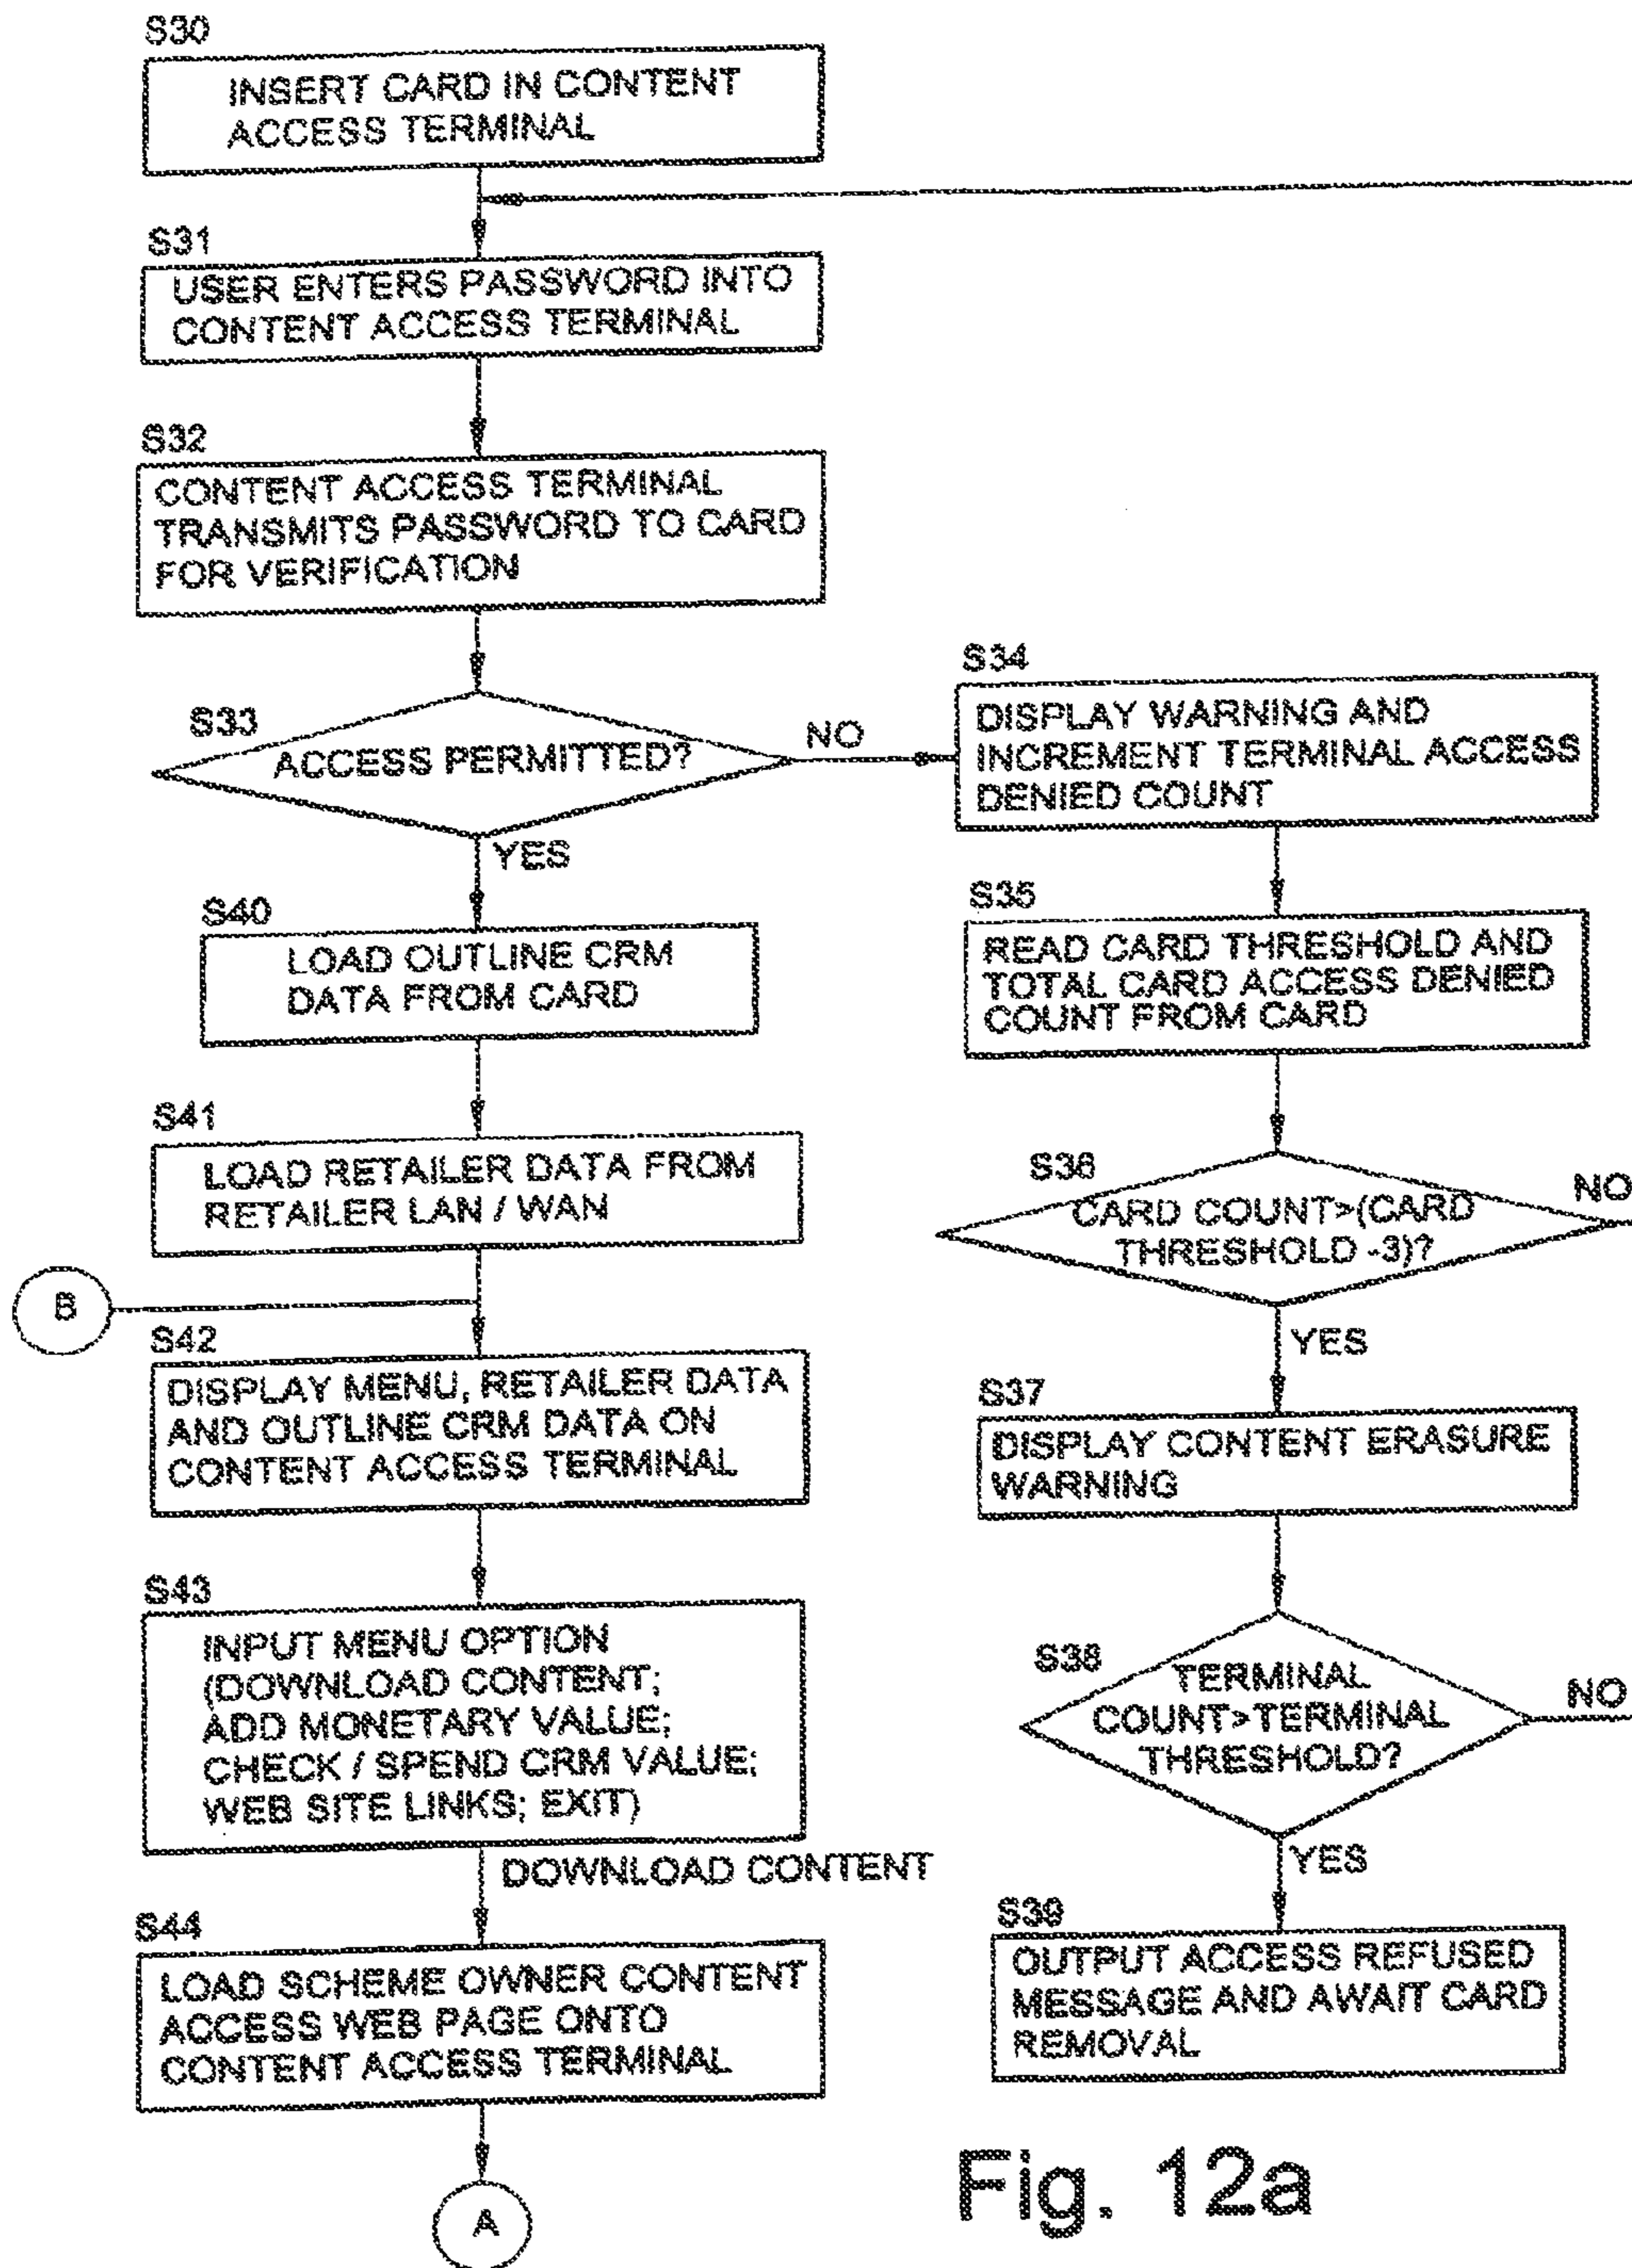 S30
INSERT CARD IN CONTENT
ACCESS TERMINAL
S31
USER ENTERS PASSWORD INTO
CONTENT ACCESS TERMINAL
S32
CONTENT ACCESS TERMINAL
TRANSMITS PASSWORD TO CARD
FOR VERIFICATION
S33
ACCESS PERMITTED?
NO
YES
S34
DISPLAY WARNING AND
INCREMENT TERMINAL ACCESS
DENIED COUNT
S35
READ CARD THRESHOLD AND
TOTAL CARD ACCESS DENIED
COUNT FROM CARD
S36
CARD COUNT>(CARD
THRESHOLD -3)?
NO
YES
S37
DISPLAY CONTENT ERASURE
WARNING
S38
TERMINAL
COUNT>TERMINAL
THRESHOLD?
NO
YES
S39
OUTPUT ACCESS REFUSED
MESSAGE AND AWAIT CARD
REMOVAL
S40
LOAD OUTLINE CRM
DATA FROM CARD
S41
LOAD RETAILER DATA FROM
RETAILER LAN / WAN
B
S42
DISPLAY MENU, RETAILER DATA
AND OUTLINE CRM DATA ON
CONTENT ACCESS TERMINAL
S43
INPUT MENU OPTION
(DOWNLOAD CONTENT;
ADD MONETARY VALUE;
CHECK / SPEND CRM VALUE;
WEB SITE LINKS; EXIT)
DOWNLOAD CONTENT
S44
LOAD SCHEME OWNER CONTENT
ACCESS WEB PAGE ONTO
CONTENT ACCESS TERMINAL
A
Fig. 12a